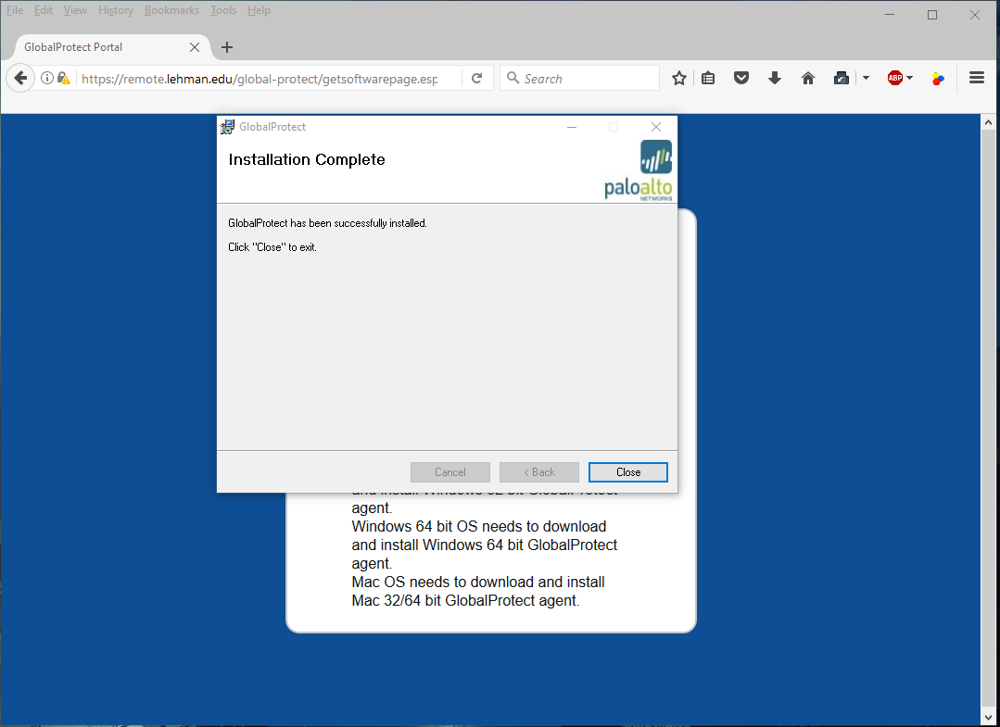 File Edit View History Bookmarks Tools Help
GlobalProtect Portal
https://remote.lehman.edu/global-protect/getsoftwarepage.esp
Search
ABP
GlobalProtect
Installation Complete
paloalto
NETWORKS
GlobalProtect has been successfully installed.
Click "Close" to exit.
Cancel
< Back
Close
and install Windows 32 bit GlobalProtect
agent.
Windows 64 bit OS needs to download
and install Windows 64 bit GlobalProtect
agent.
Mac OS needs to download and install
Mac 32/64 bit GlobalProtect agent.